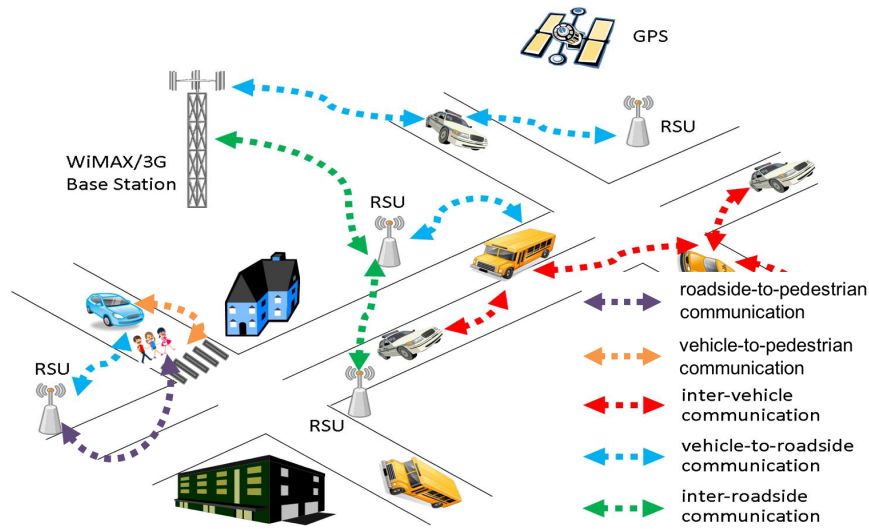 GPS
RSU
WiMAX/3G
Base Station
RSU
RSU
RSU
roadside-to-pedestrian
communication
vehicle-to-pedestrian
communication
inter-vehicle
communication
vehicle-to-roadside
communication
inter-roadside
communication